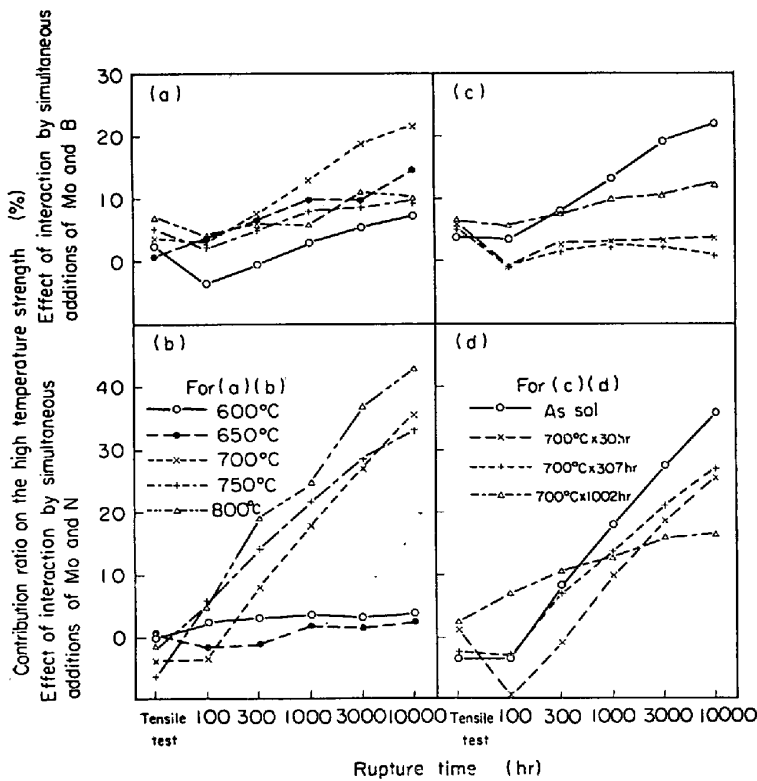 Contribution ratio on the high temperature strength (%)
Effect of interaction by simultaneous
additions of Mo and B
Effect of interaction by simultaneous
additions of Mo and N
30
20
10
0
(a)
(c)
40
30
20
10
0
(b)
For (a)(b)
600°C
650°C
700°C
750°C
800°C
(d)
For (c)(d)
As sol
700°C×30hr
700°C×307hr
700°C×1002hr
Tensile test 100 300 1000 3000 10000
Tensile test 100 300 1000 3000 10000
Rupture time (hr)